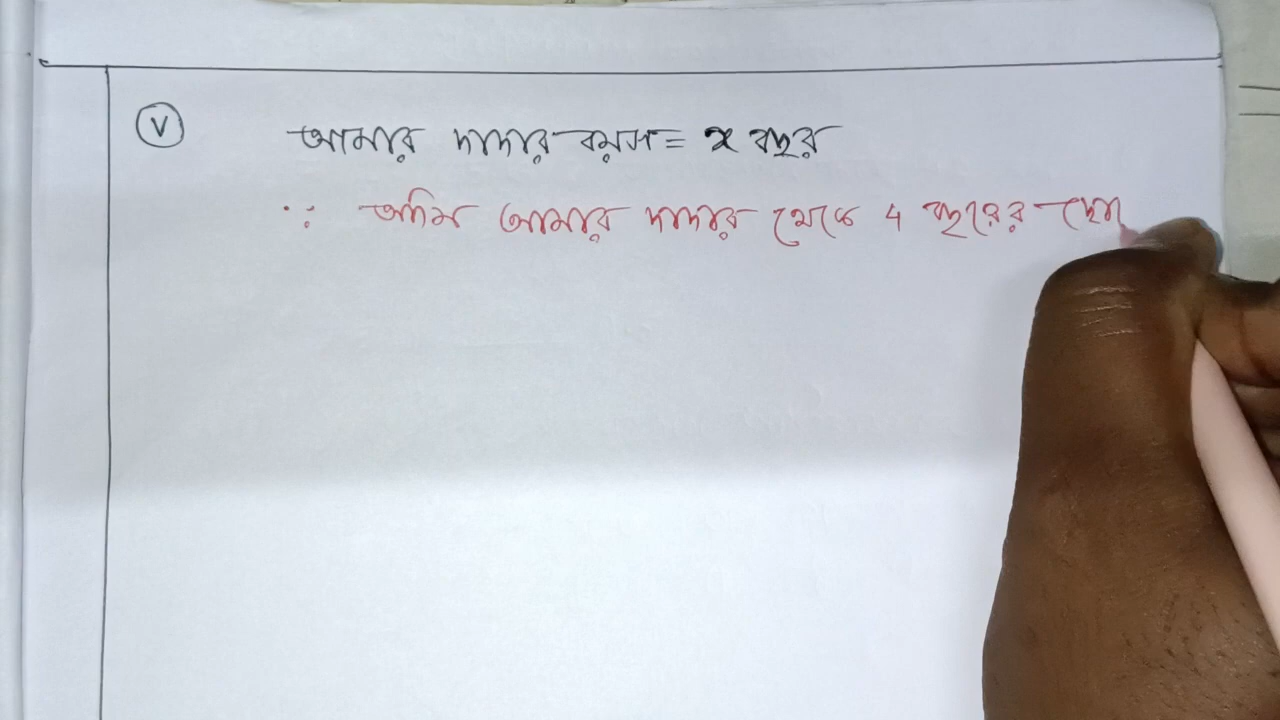 (v) আমার দাদার বয়স = x বছর
∵ আমি আমার দাদার থেকে 4 বছরের ছো